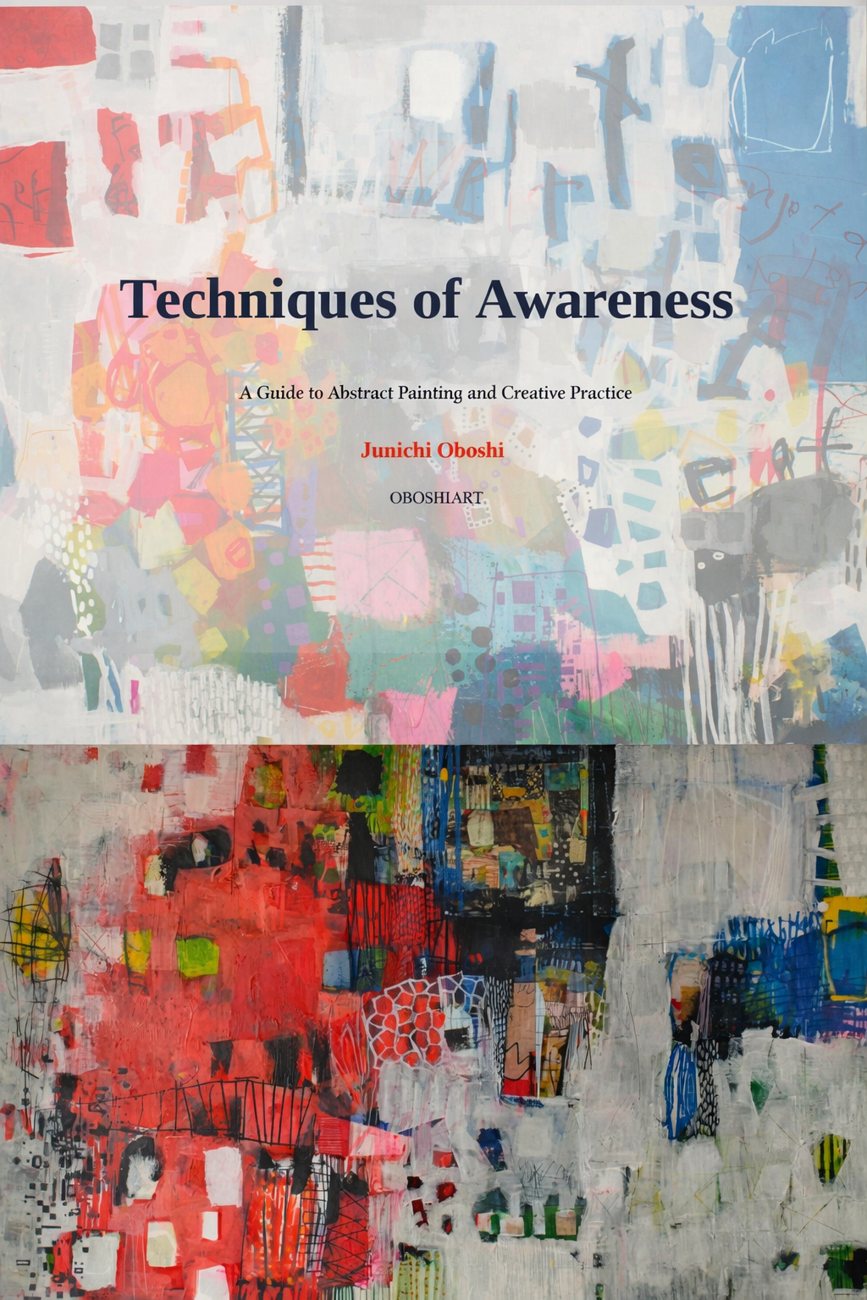 Techniques of Awareness
A Guide to Abstract Painting and Creative Practice
Junichi Oboshi
OBOSHIART